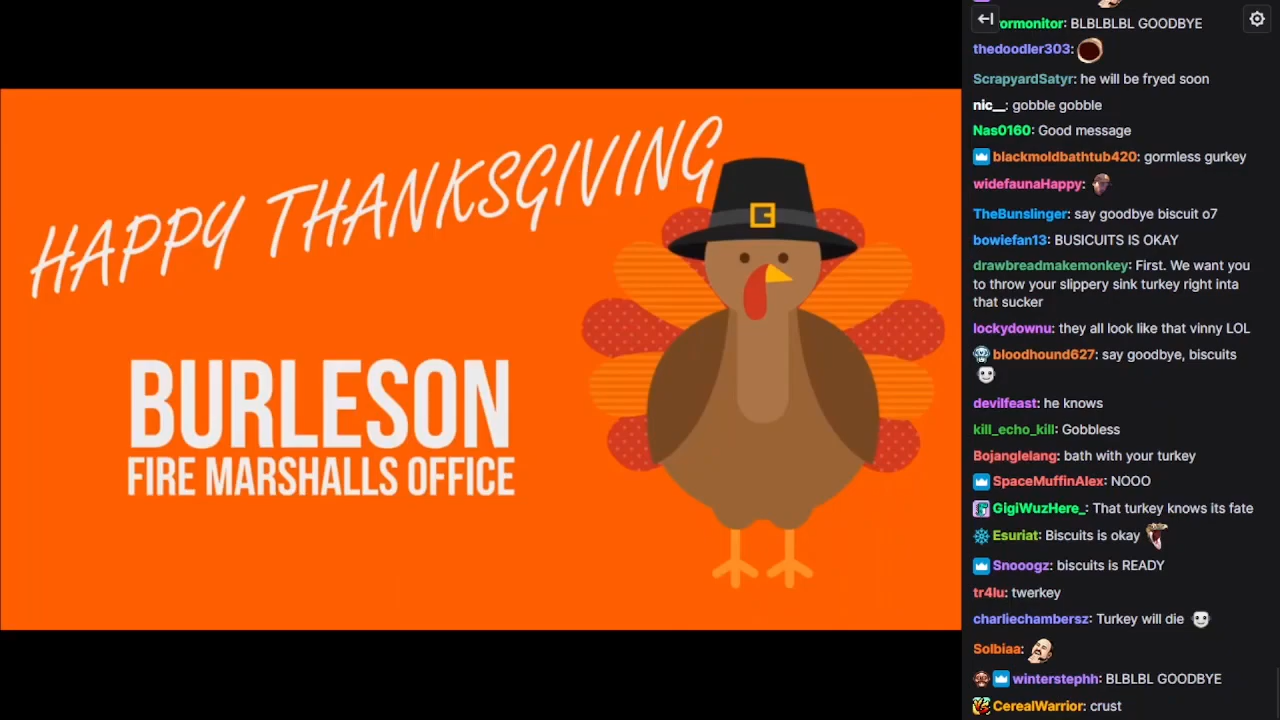 HAPPY THANKSGIVING
BURLESON
FIRE MARSHALLS OFFICE
ormonitor: BLBLBLBL GOODBYE
thedoodler303:
ScrapyardSatyr: he will be fryed soon
nic__: gobble gobble
Nas0160: Good message
blackmoldbathtub420: gormless gurkey
widefaunaHappy:
TheBunslinger: say goodbye biscuit o7
bowiefan13: BUSICUITS IS OKAY
drawbreadmakemonkey: First. We want you
to throw your slippery sink turkey right inta
that sucker
lockydownu: they all look like that vinny LOL
bloodhound627: say goodbye, biscuits
devilfeast: he knows
kill_echo_kill: Gobbless
Bojanglelang: bath with your turkey
SpaceMuffinAlex: NOOO
GigiWuzHere_: That turkey knows its fate
Esuriat: Biscuits is okay
Snooogz: biscuits is READY
tr4lu: twerkey
charliechambersz: Turkey will die
Solbiaa:
winterstephh: BLBLBL GOODBYE
CerealWarrior: crust